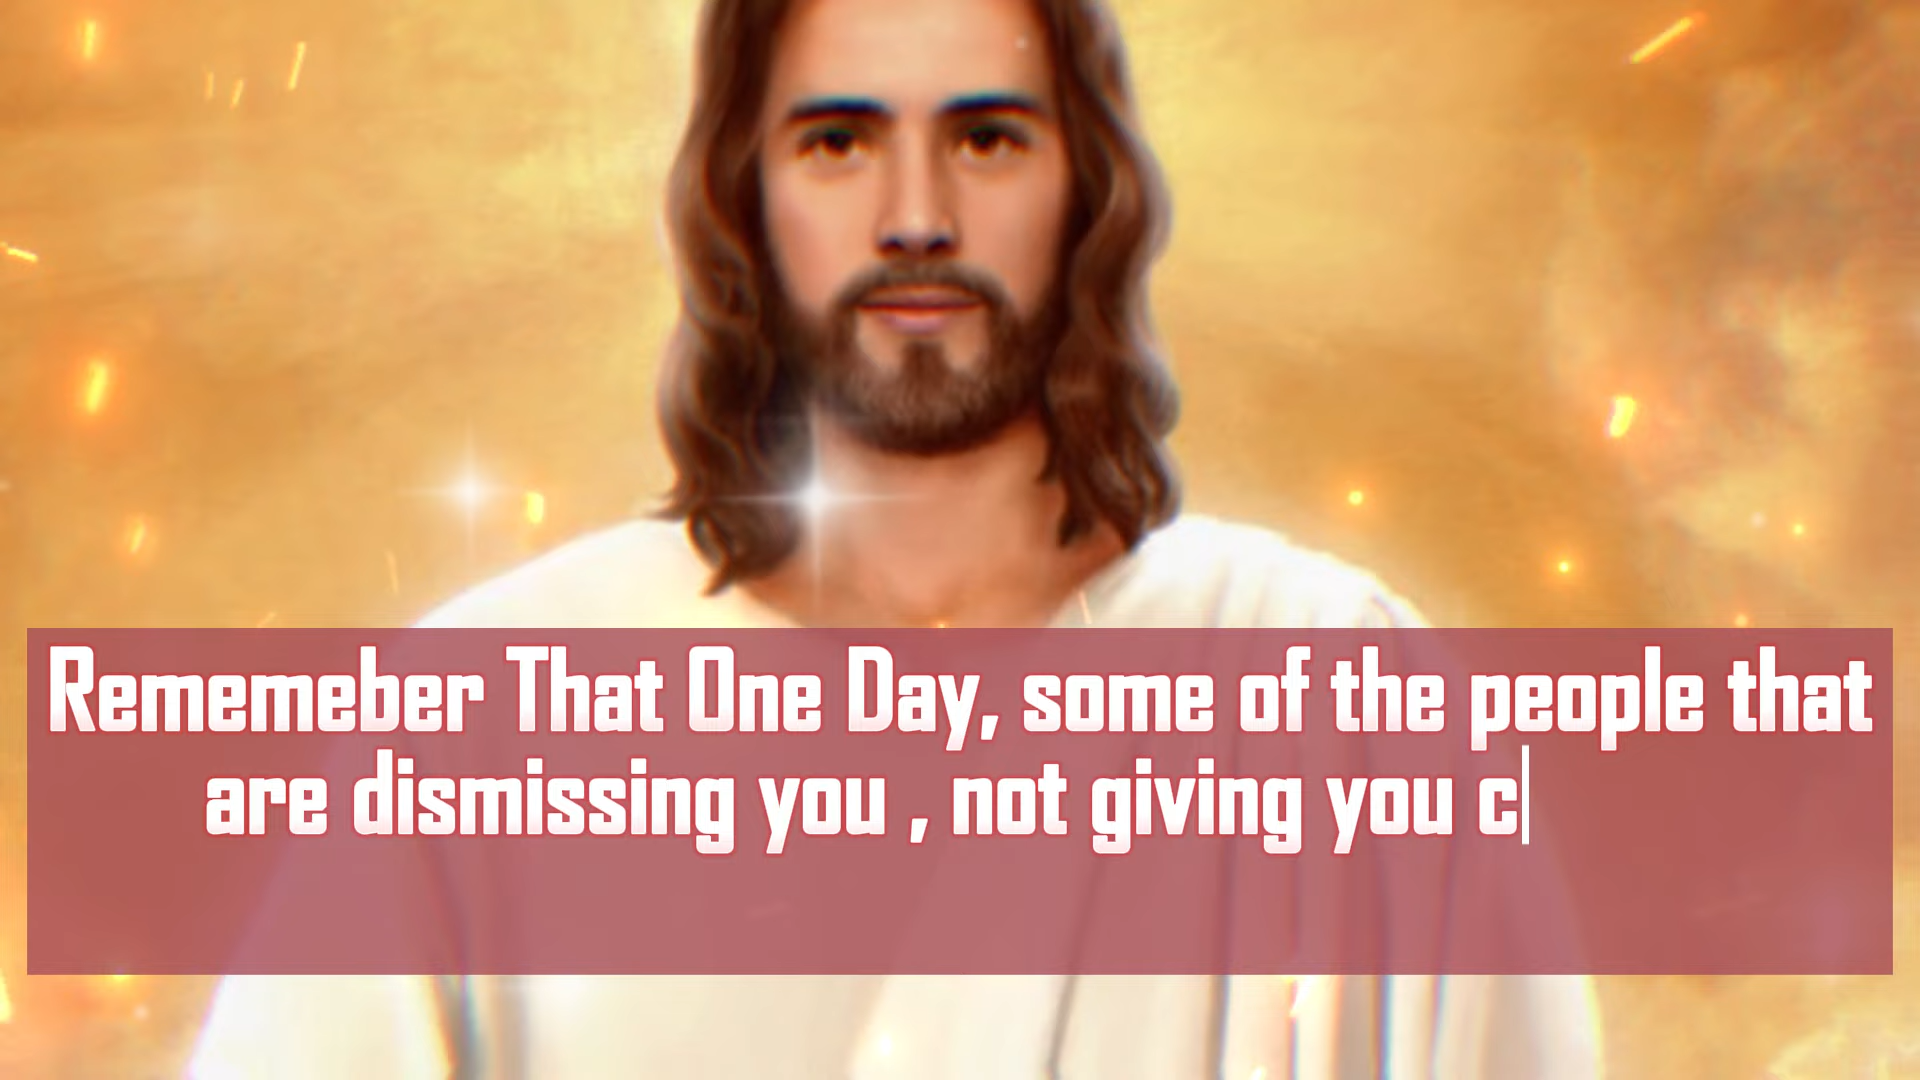 Rememeber That One Day, some of the people that
are dismissing you , not giving you c